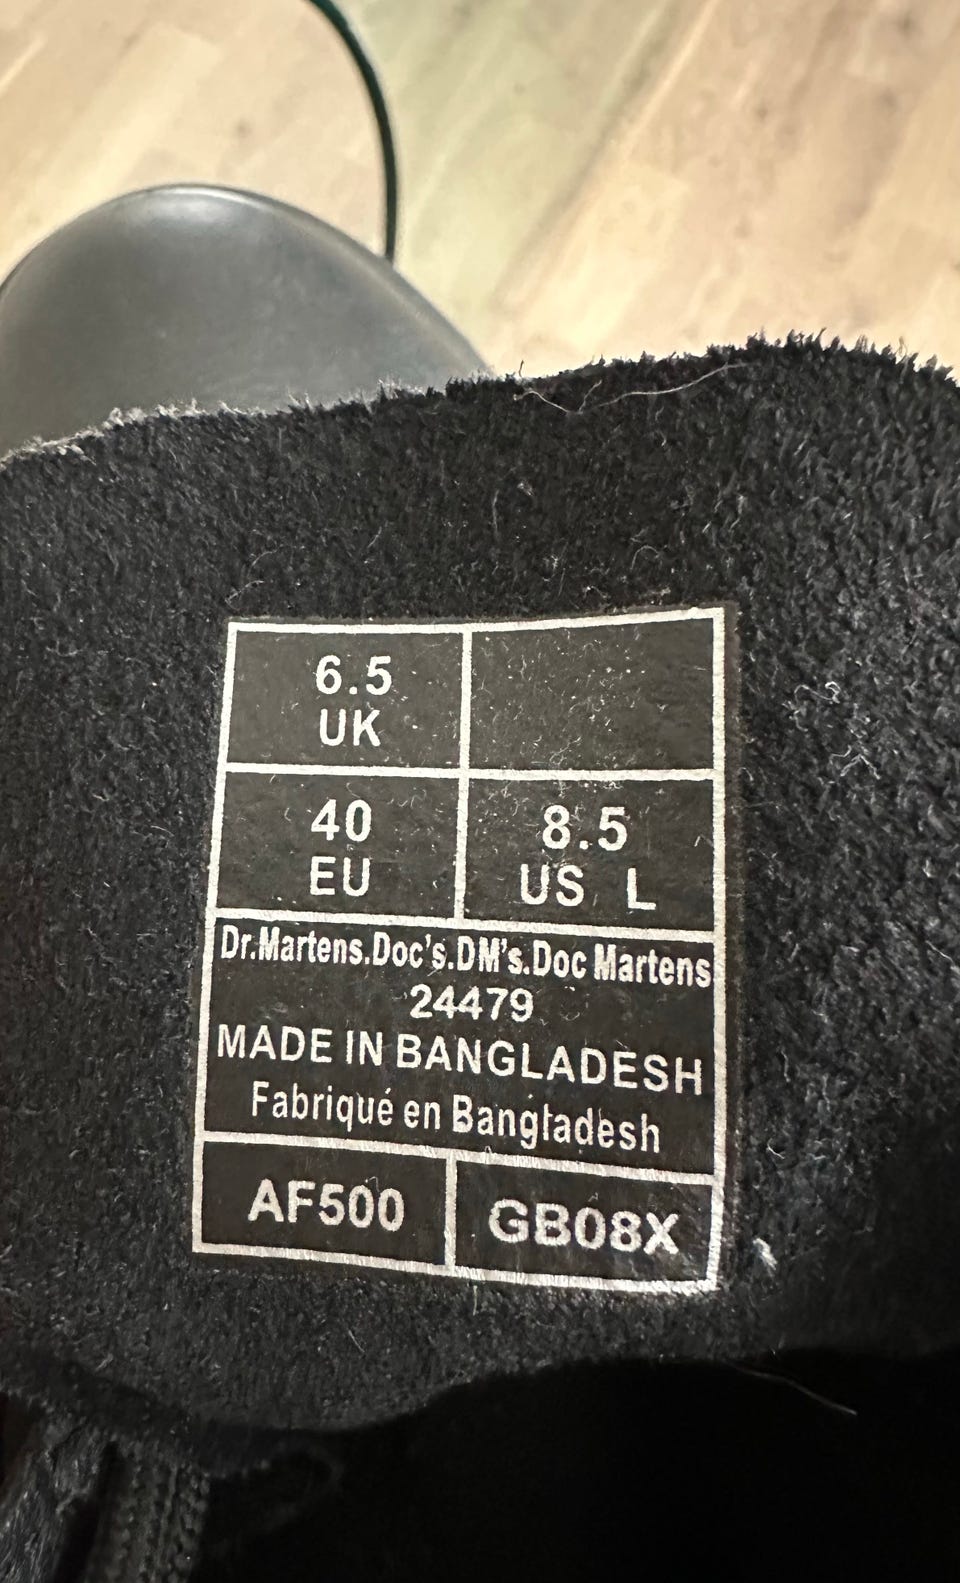 6.5
UK
40
EU
8.5
US L
Dr.Martens.Doc's.DM's.Doc Martens
24479
MADE IN BANGLADESH
Fabriqué en Bangladesh
AF500
GB08X